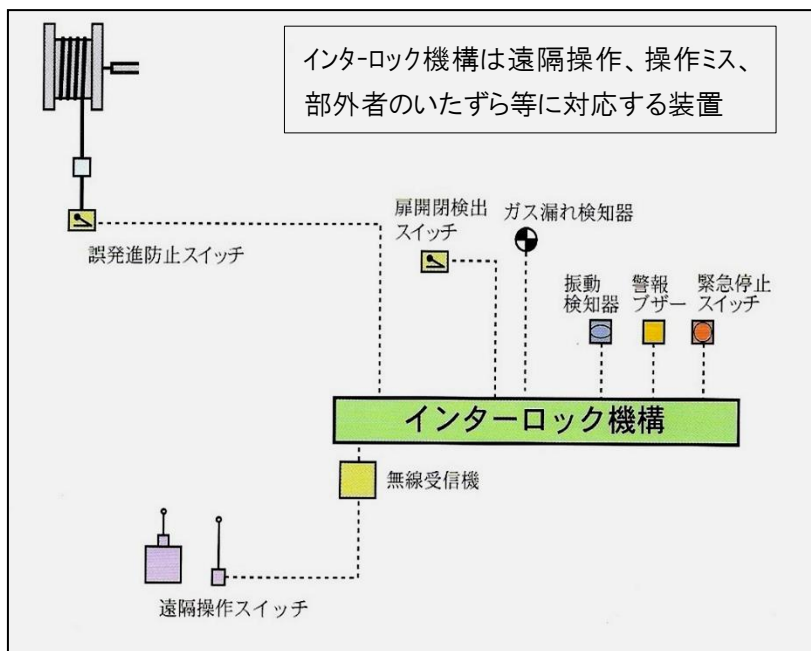 インターロック機構は遠隔操作、操作ミス、
部外者のいたずら等に対応する装置
扉開閉検出
スイッチ
ガス漏れ検知器
誤発進防止スイッチ
振動
検知器
警報
ブザー
緊急停止
スイッチ
インターロック機構
無線受信機
遠隔操作スイッチ